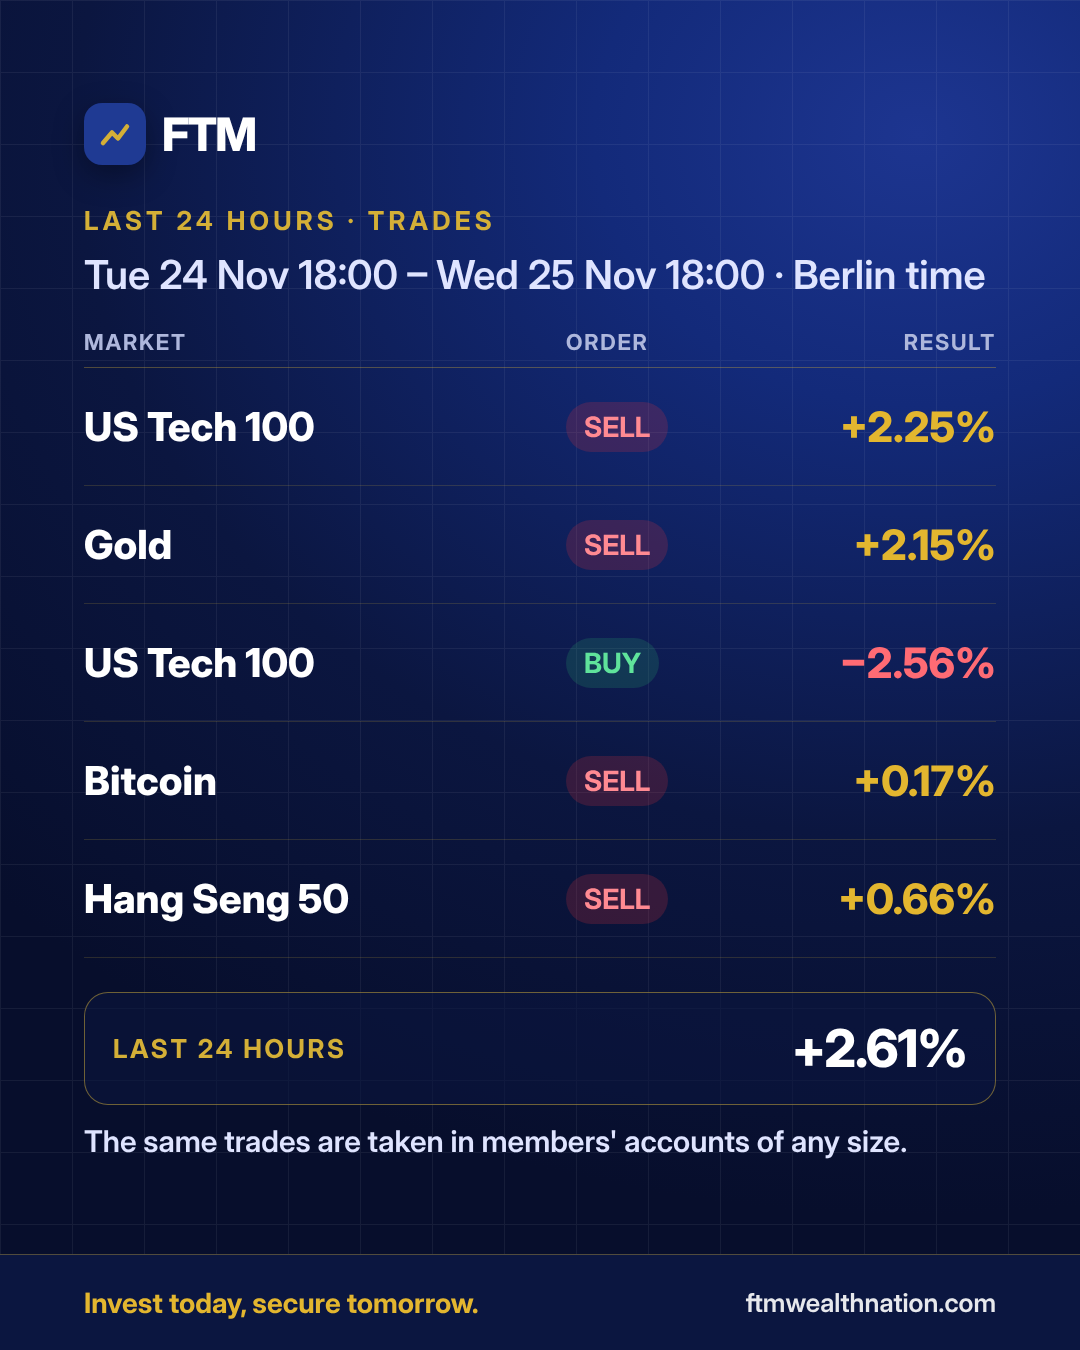 FTM
LAST 24 HOURS · TRADES
Tue 24 Nov 18:00 – Wed 25 Nov 18:00 · Berlin time
MARKET ORDER RESULT
US Tech 100 SELL +2.25%
Gold SELL +2.15%
US Tech 100 BUY −2.56%
Bitcoin SELL +0.17%
Hang Seng 50 SELL +0.66%
LAST 24 HOURS +2.61%
The same trades are taken in members' accounts of any size.
Invest today, secure tomorrow. ftmwealthnation.com